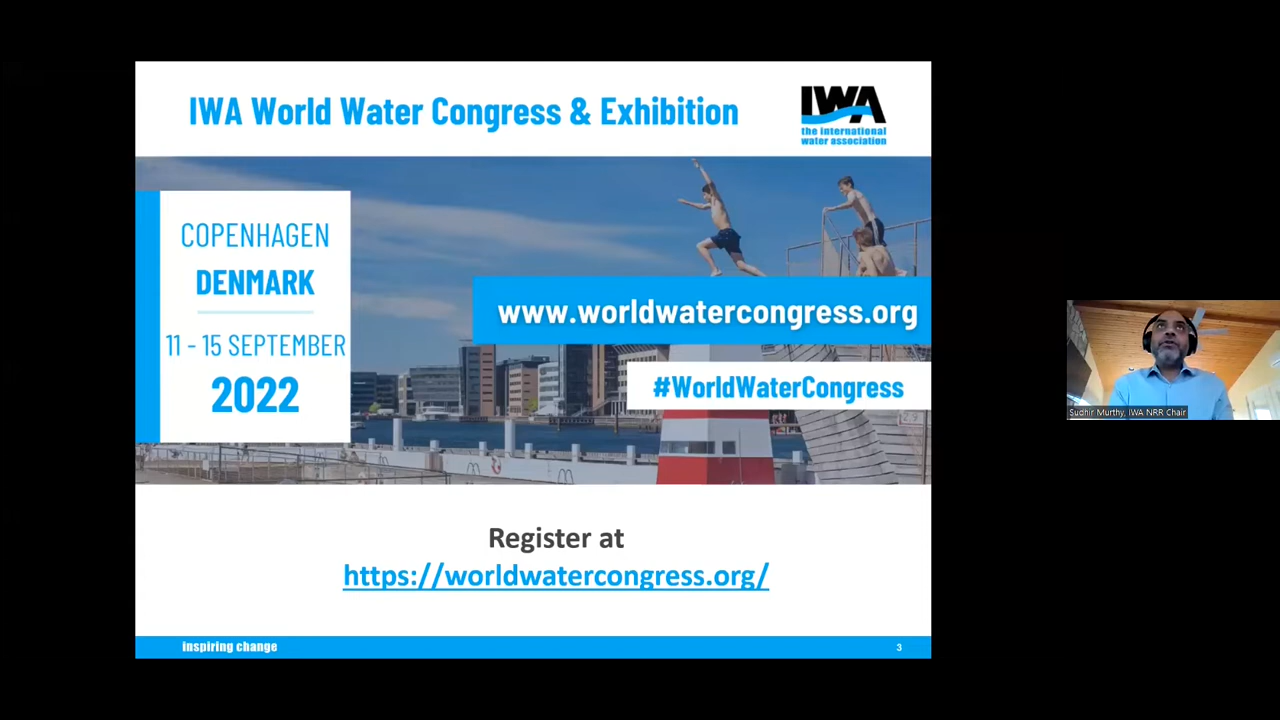 IWA World Water Congress & Exhibition
IWA
the international
water association
COPENHAGEN
DENMARK
11 - 15 SEPTEMBER
2022
www.worldwatercongress.org
#WorldWaterCongress
Register at
https://worldwatercongress.org/
inspiring change
3
Sudhir Murthy, IWA NRR Chair